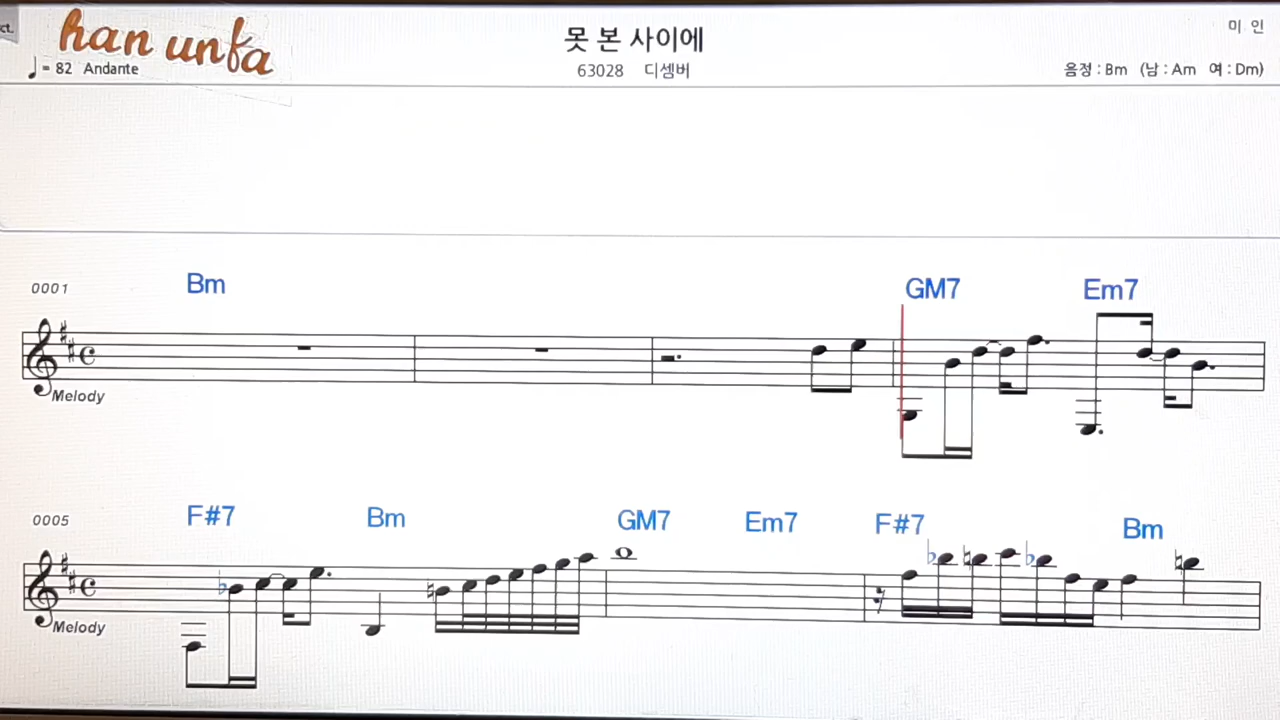 ct.
han unfa
못 본 사이에
미 인
♩= 82 Andante
63028 디셈버
음정 : Bm (남 : Am 여 : Dm)
0001 Bm GM7 Em7
Melody
0005 F#7 Bm GM7 Em7 F#7 Bm
Melody